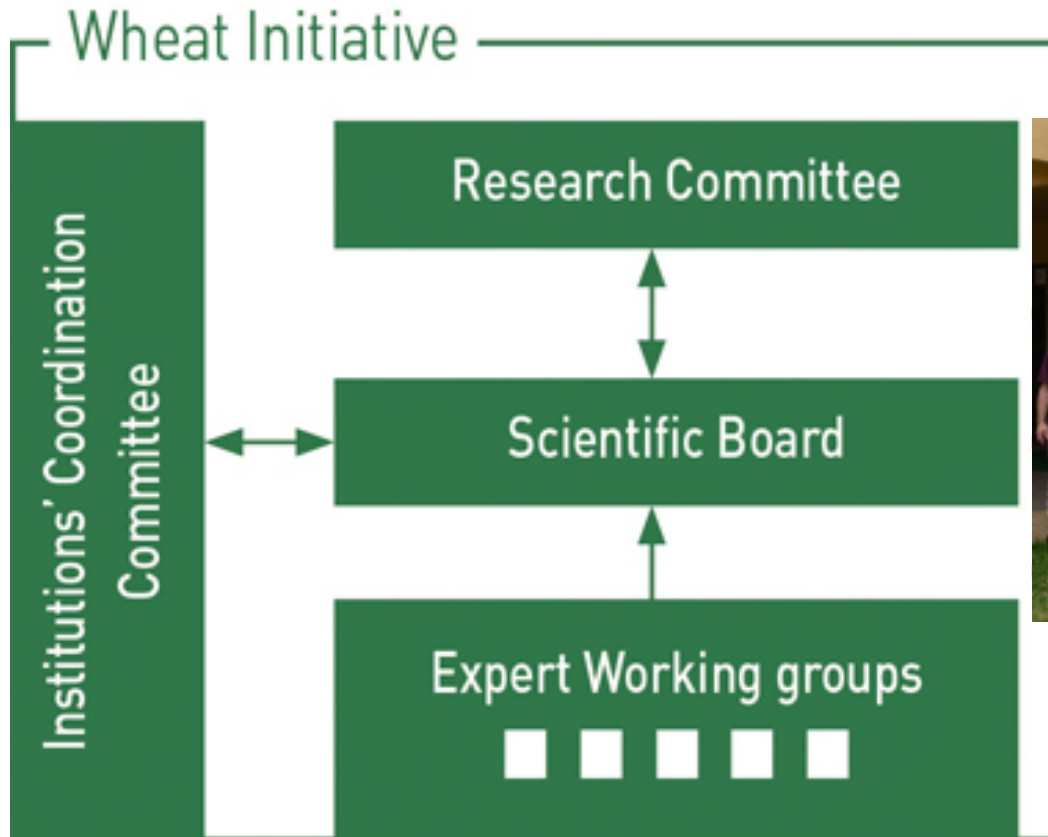 Wheat Initiative
Institutions' Coordination
Committee
Research Committee
Scientific Board
Expert Working groups